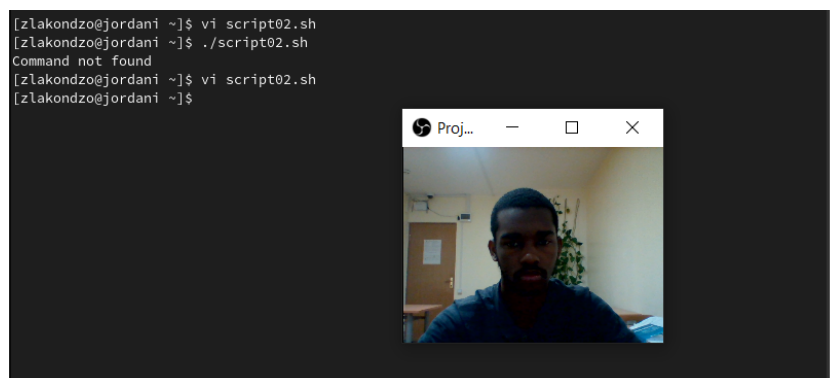 [zlakondzo@jordani ~]$ vi script02.sh
[zlakondzo@jordani ~]$ ./script02.sh
Command not found
[zlakondzo@jordani ~]$ vi script02.sh
[zlakondzo@jordani ~]$
Proj...